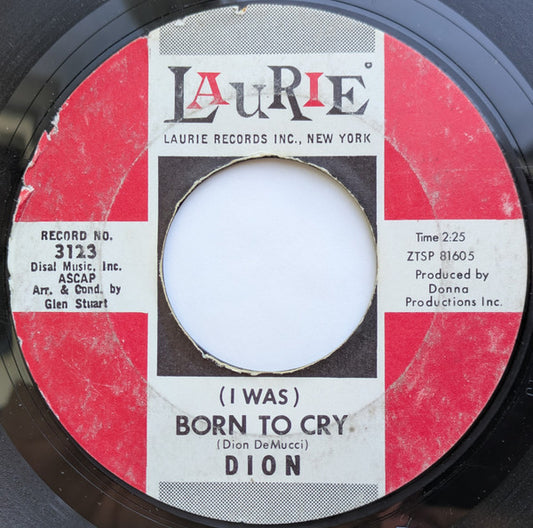 LAURIE
LAURIE RECORDS INC., NEW YORK
RECORD NO.
3123
Disal Music, Inc.
ASCAP
Arr. & Cond. by
Glen Stuart
Time 2:25
ZTSP 81605
Produced by
Donna
Productions Inc.
(I WAS)
BORN TO CRY
(Dion DeMucci)
DION